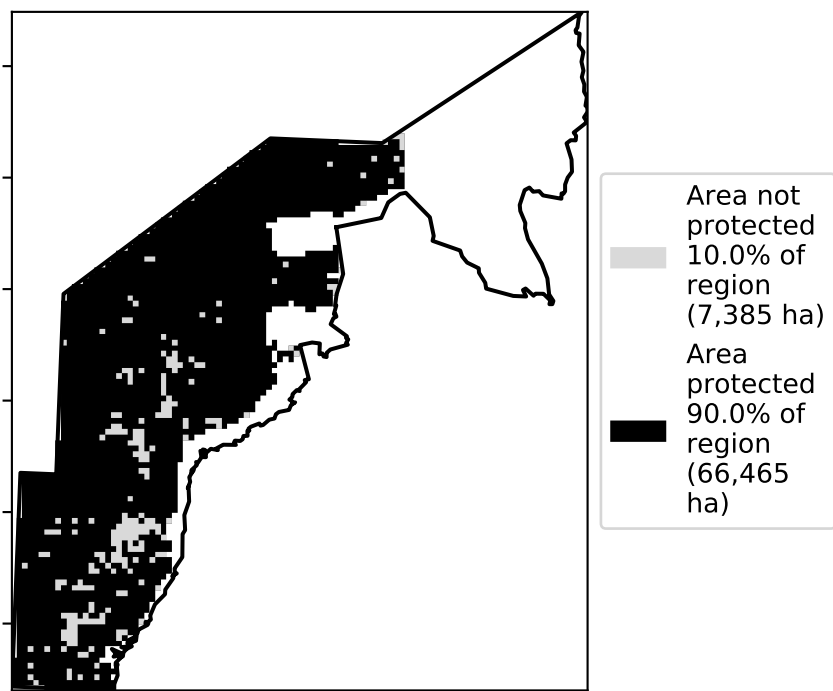 Area not
protected
10.0% of
region
(7,385 ha)
Area
protected
90.0% of
region
(66,465
ha)